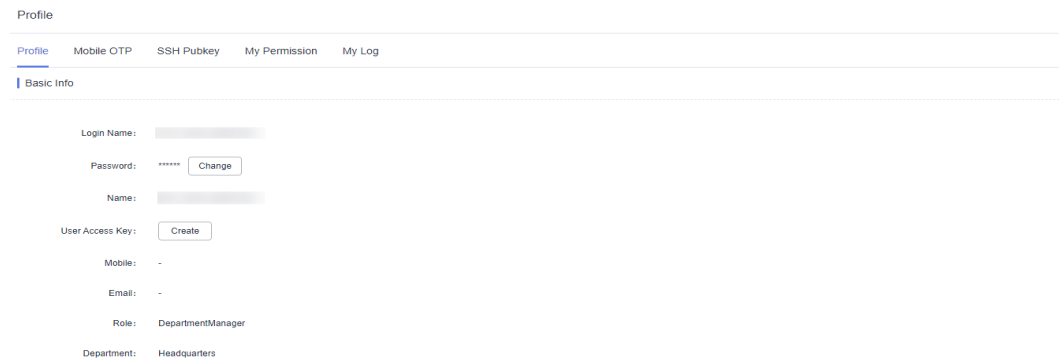 Profile
Profile Mobile OTP SSH Pubkey My Permission My Log
Basic Info
Login Name:
Password: ****** Change
Name:
User Access Key: Create
Mobile: -
Email: -
Role: DepartmentManager
Department: Headquarters